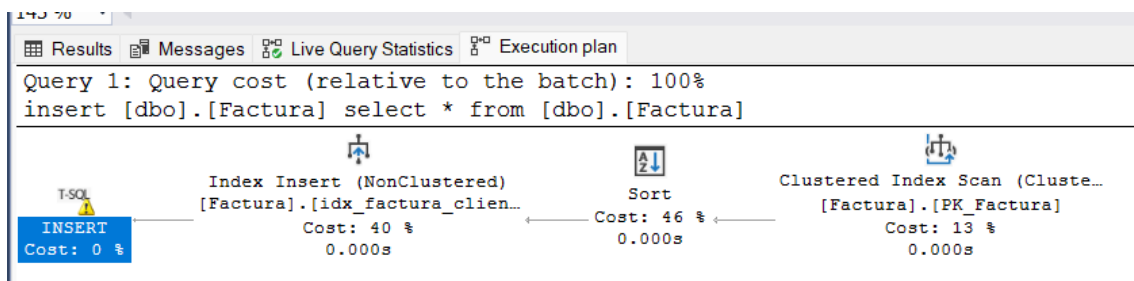 Results Messages Live Query Statistics Execution plan
Query 1: Query cost (relative to the batch): 100%
insert [dbo].[Factura] select * from [dbo].[Factura]
T-SQL
INSERT
Cost: 0 %
Index Insert (NonClustered)
[Factura].[idx_factura_clien…
Cost: 40 %
0.000s
Sort
Cost: 46 %
0.000s
Clustered Index Scan (Cluste…
[Factura].[PK_Factura]
Cost: 13 %
0.000s